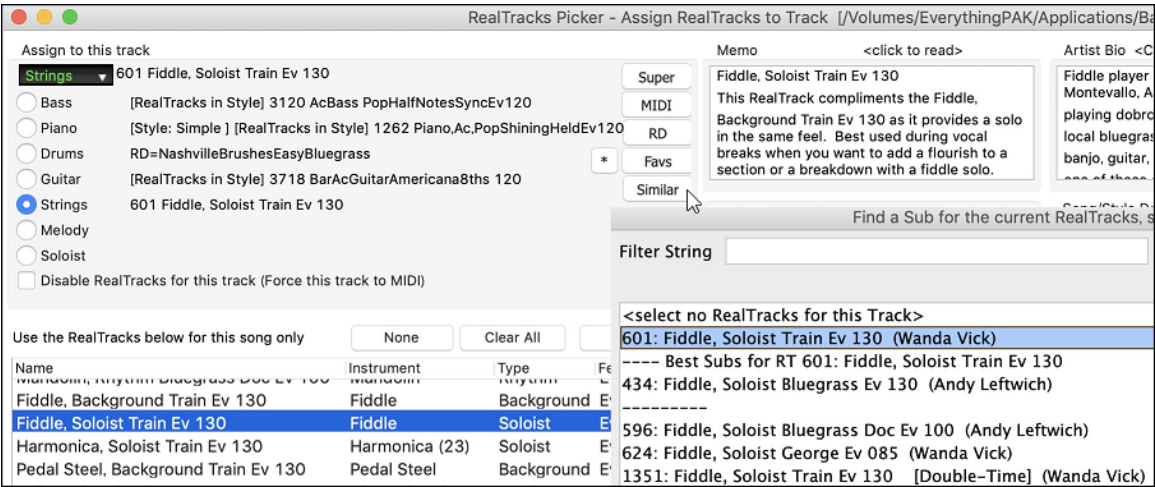 RealTracks Picker - Assign RealTracks to Track [/Volumes/EverythingPAK/Applications/Ba
Assign to this track
Strings 601 Fiddle, Soloist Train Ev 130
Bass [RealTracks in Style] 3120 AcBass PopHalfNotesSyncEv120
Piano [Style: Simple ] [RealTracks in Style] 1262 Piano,Ac,PopShiningHeldEv120
Drums RD=NashvilleBrushesEasyBluegrass
Guitar [RealTracks in Style] 3718 BarAcGuitarAmericana8ths 120
Strings 601 Fiddle, Soloist Train Ev 130
Melody
Soloist
Disable RealTracks for this track (Force this track to MIDI)
Super
MIDI
RD
* Favs
Similar
Memo <click to read>
Fiddle, Soloist Train Ev 130
This RealTrack compliments the Fiddle,
Background Train Ev 130 as it provides a solo
in the same feel. Best used during vocal
breaks when you want to add a flourish to a
section or a breakdown with a fiddle solo.
Artist Bio <C
Fiddle player
Montevallo, A
playing dobro
local bluegras
banjo, guitar,
Use the RealTracks below for this song only None Clear All
Name Instrument Type Fe
Mandolin, Rhythm Bluegrass Doc Ev 100 Mandolin Rhythm
Fiddle, Background Train Ev 130 Fiddle Background E
Fiddle, Soloist Train Ev 130 Fiddle Soloist E
Harmonica, Soloist Train Ev 130 Harmonica (23) Soloist E
Pedal Steel, Background Train Ev 130 Pedal Steel Background E
Find a Sub for the current RealTracks, s
Filter String
<select no RealTracks for this Track>
601: Fiddle, Soloist Train Ev 130 (Wanda Vick)
---- Best Subs for RT 601: Fiddle, Soloist Train Ev 130
434: Fiddle, Soloist Bluegrass Ev 130 (Andy Leftwich)
---------
596: Fiddle, Soloist Bluegrass Doc Ev 100 (Andy Leftwich)
624: Fiddle, Soloist George Ev 085 (Wanda Vick)
1351: Fiddle, Soloist Train Ev 130 [Double-Time] (Wanda Vick)